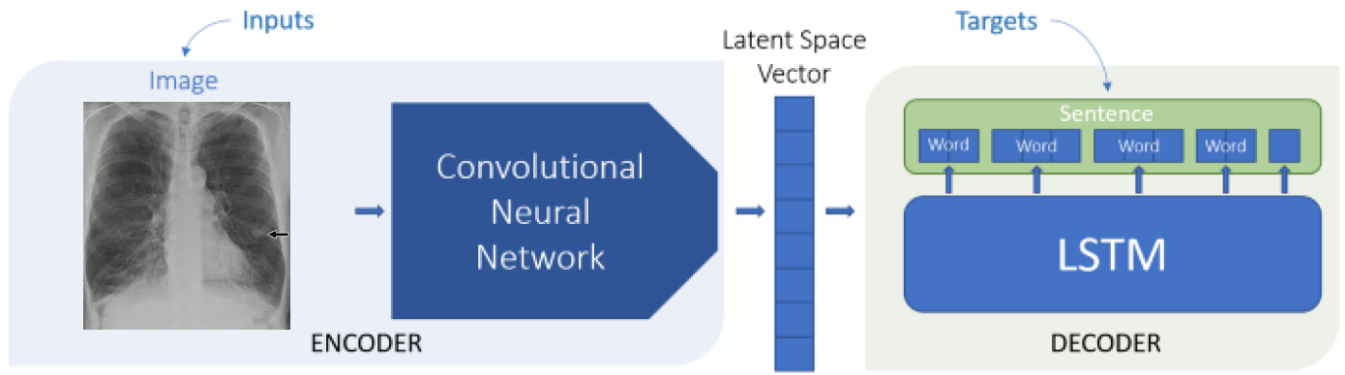 Inputs
Targets
Latent Space
Vector
Image
Sentence
Word Word Word Word
Convolutional
Neural
Network
LSTM
ENCODER
DECODER